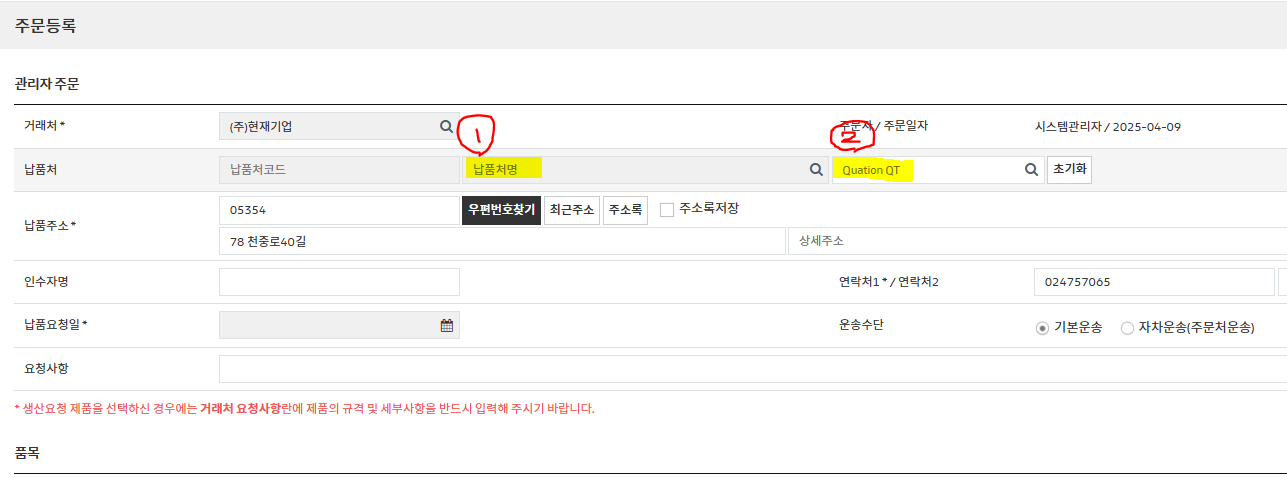 주문등록
관리자 주문
거래처 * (주)현재기업 1 주문자 / 주문일자 시스템관리자 / 2025-04-09
2
납품처 납품처코드 납품처명 Quation QT 초기화
납품주소 * 05354 우편번호찾기 최근주소 주소록 주소록저장
78 천중로40길 상세주소
인수자명 연락처1 * / 연락처2 024757065
납품요청일 * 운송수단 기본운송 자차운송(주문처운송)
요청사항
* 생산요청 제품을 선택하신 경우에는 거래처 요청사항란에 제품의 규격 및 세부사항을 반드시 입력해 주시기 바랍니다.
품목